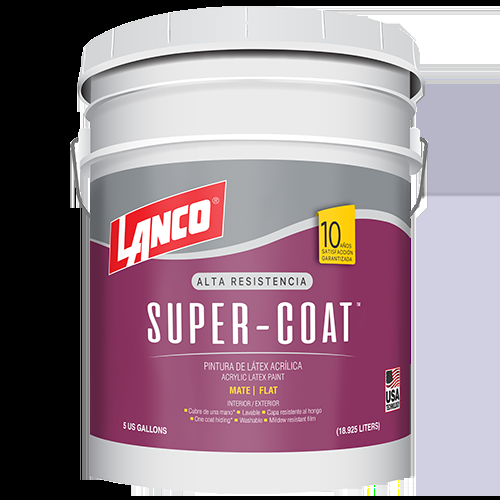 LANCO®
10 AÑOS
SATISFACCIÓN
GARANTIZADA
ALTA RESISTENCIA
SUPER-COAT™
PINTURA DE LÁTEX ACRÍLICA
ACRYLIC LATEX PAINT
MATE | FLAT
INTERIOR / EXTERIOR
• Cubre de una mano* • Lavable • Capa resistente al hongo
• One coat hiding* • Washable • Mildew resistant film
USA
TECHNOLOGY
5 US GALLONS
(18.925 LITERS)